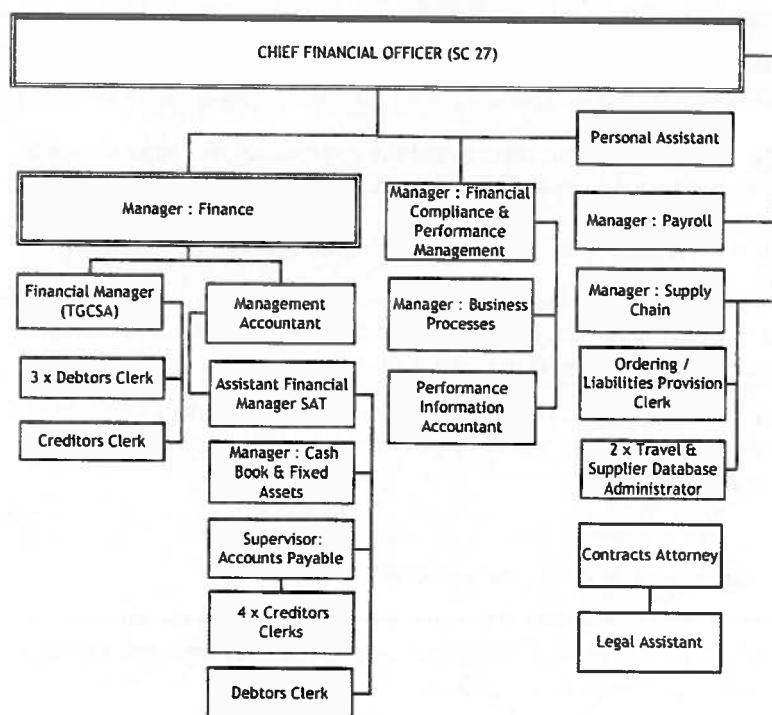 CHIEF FINANCIAL OFFICER (SC 27)
Personal Assistant
Manager : Finance
Manager : Financial
Compliance &
Performance
Management
Manager : Payroll
Financial Manager
(TGCSA)
Management
Accountant
Manager : Business
Processes
Manager : Supply
Chain
3 x Debtors Clerk
Assistant Financial
Manager SAT
Performance
Information
Accountant
Ordering /
Liabilities Provision
Clerk
Creditors Clerk
Manager : Cash
Book & Fixed
Assets
2 x Travel &
Supplier Database
Administrator
Supervisor:
Accounts Payable
Contracts Attorney
4 x Creditors
Clerks
Legal Assistant
Debtors Clerk